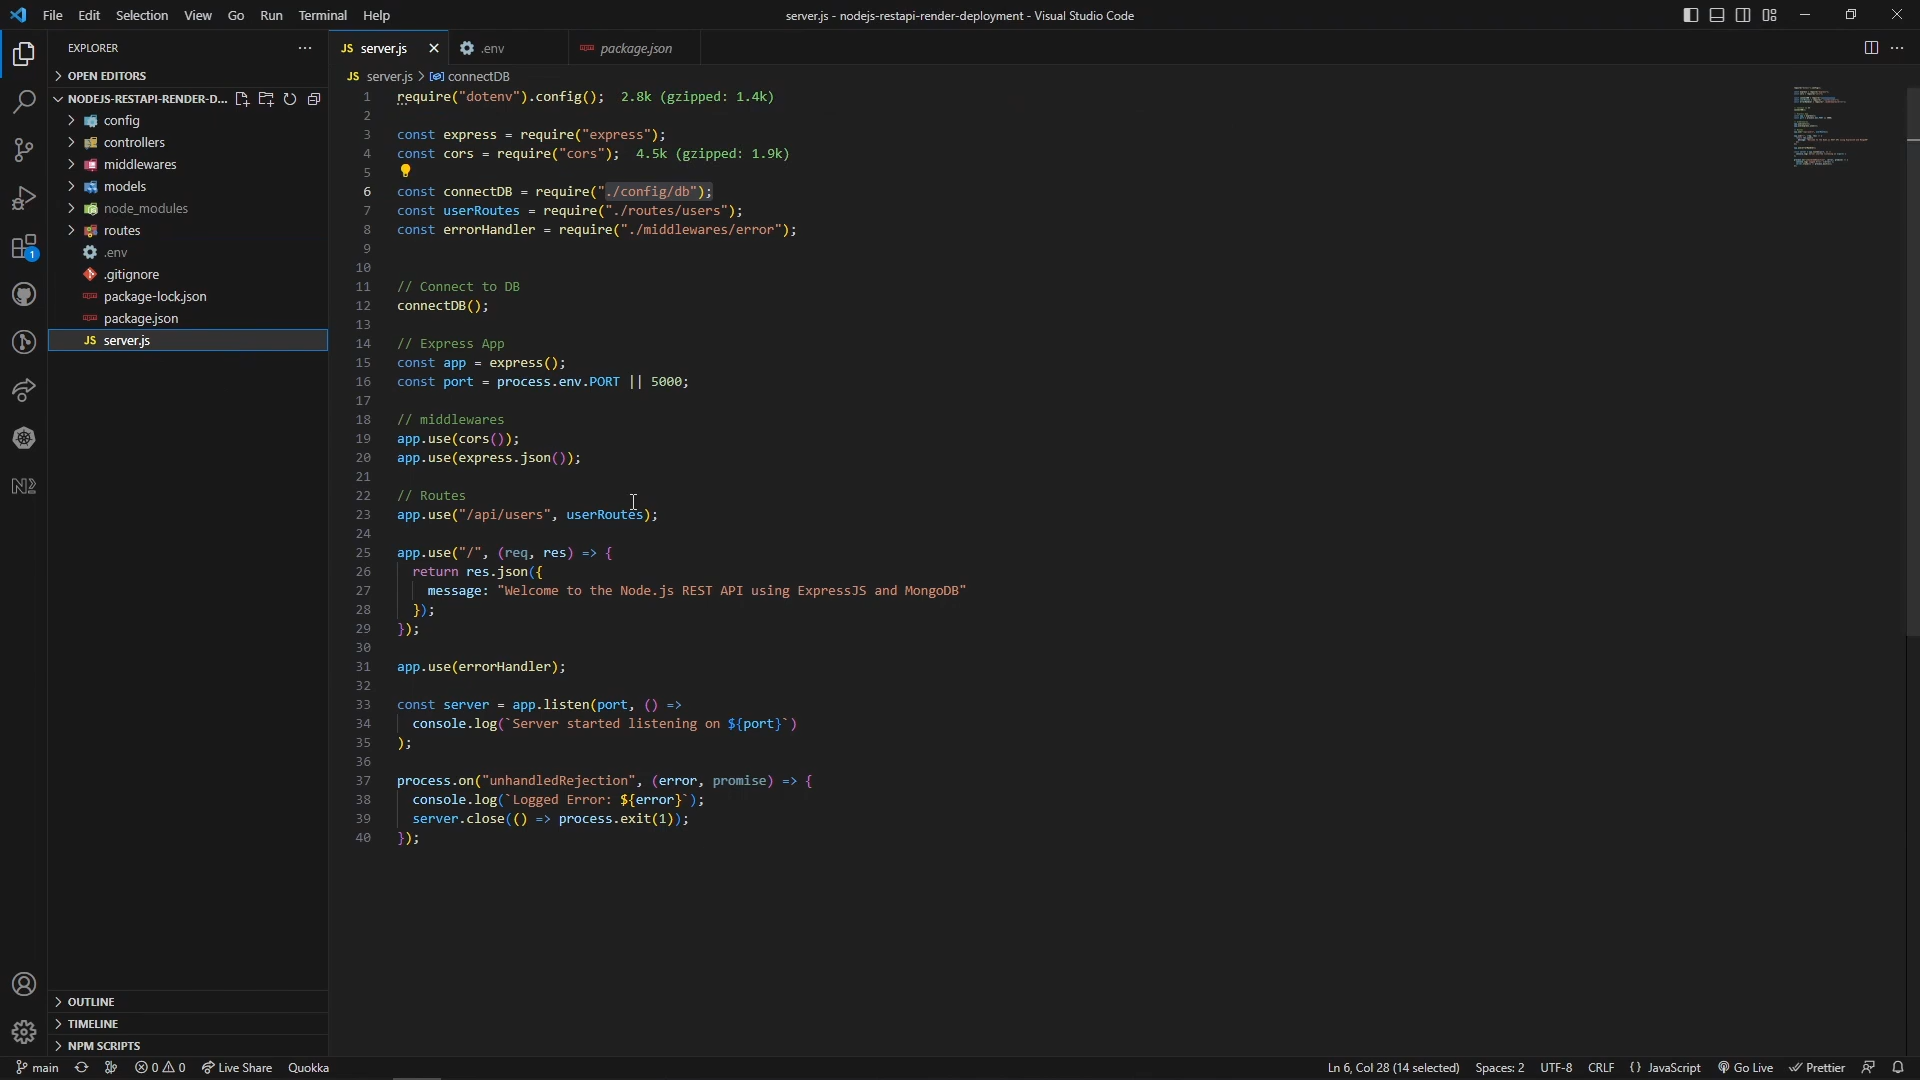 File Edit Selection View Go Run Terminal Help
server.js - nodejs-restapi-render-deployment - Visual Studio Code
EXPLORER
OPEN EDITORS
NODEJS-RESTAPI-RENDER-D...
config
controllers
middlewares
models
node_modules
routes
.env
.gitignore
package-lock.json
package.json
JS server.js
OUTLINE
TIMELINE
NPM SCRIPTS
1
JS server.js .env package.json
JS server.js > connectDB
1 require("dotenv").config(); 2.8k (gzipped: 1.4k)
2
3 const express = require("express");
4 const cors = require("cors"); 4.5k (gzipped: 1.9k)
5
6 const connectDB = require("./config/db");
7 const userRoutes = require("./routes/users");
8 const errorHandler = require("./middlewares/error");
9
10
11 // Connect to DB
12 connectDB();
13
14 // Express App
15 const app = express();
16 const port = process.env.PORT || 5000;
17
18 // middlewares
19 app.use(cors());
20 app.use(express.json());
21
22 // Routes
23 app.use("/api/users", userRoutes);
24
25 app.use("/", (req, res) => {
26 return res.json({
27 message: "Welcome to the Node.js REST API using ExpressJS and MongoDB"
28 });
29 });
30
31 app.use(errorHandler);
32
33 const server = app.listen(port, () =>
34 console.log(`Server started listening on ${port}`)
35 );
36
37 process.on("unhandledRejection", (error, promise) => {
38 console.log(`Logged Error: ${error}`);
39 server.close(() => process.exit(1));
40 });
main 0 0 Live Share Quokka
Ln 6, Col 28 (14 selected) Spaces: 2 UTF-8 CRLF {} JavaScript Go Live Prettier